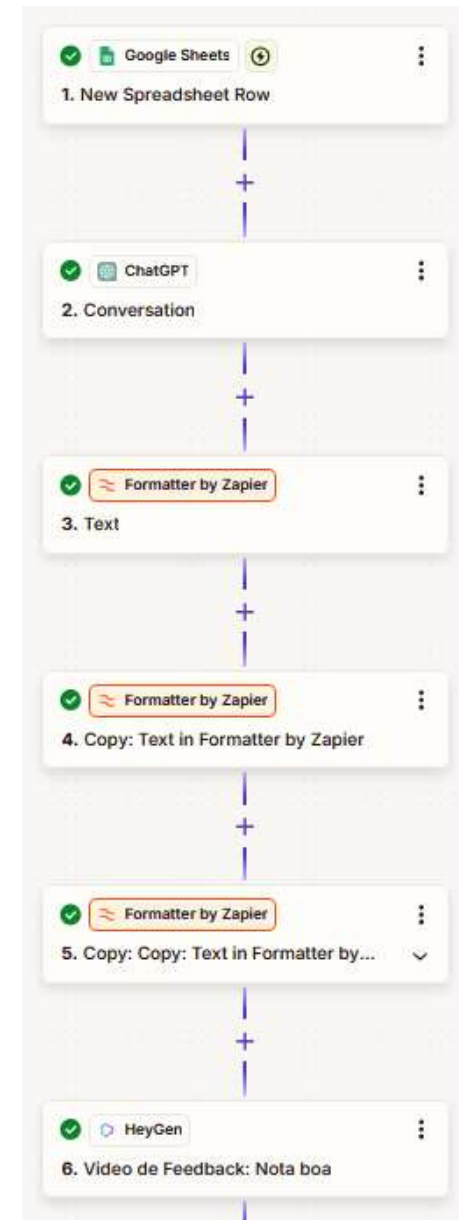 Google Sheets
1. New Spreadsheet Row
ChatGPT
2. Conversation
Formatter by Zapier
3. Text
Formatter by Zapier
4. Copy: Text in Formatter by Zapier
Formatter by Zapier
5. Copy: Copy: Text in Formatter by...
HeyGen
6. Video de Feedback: Nota boa